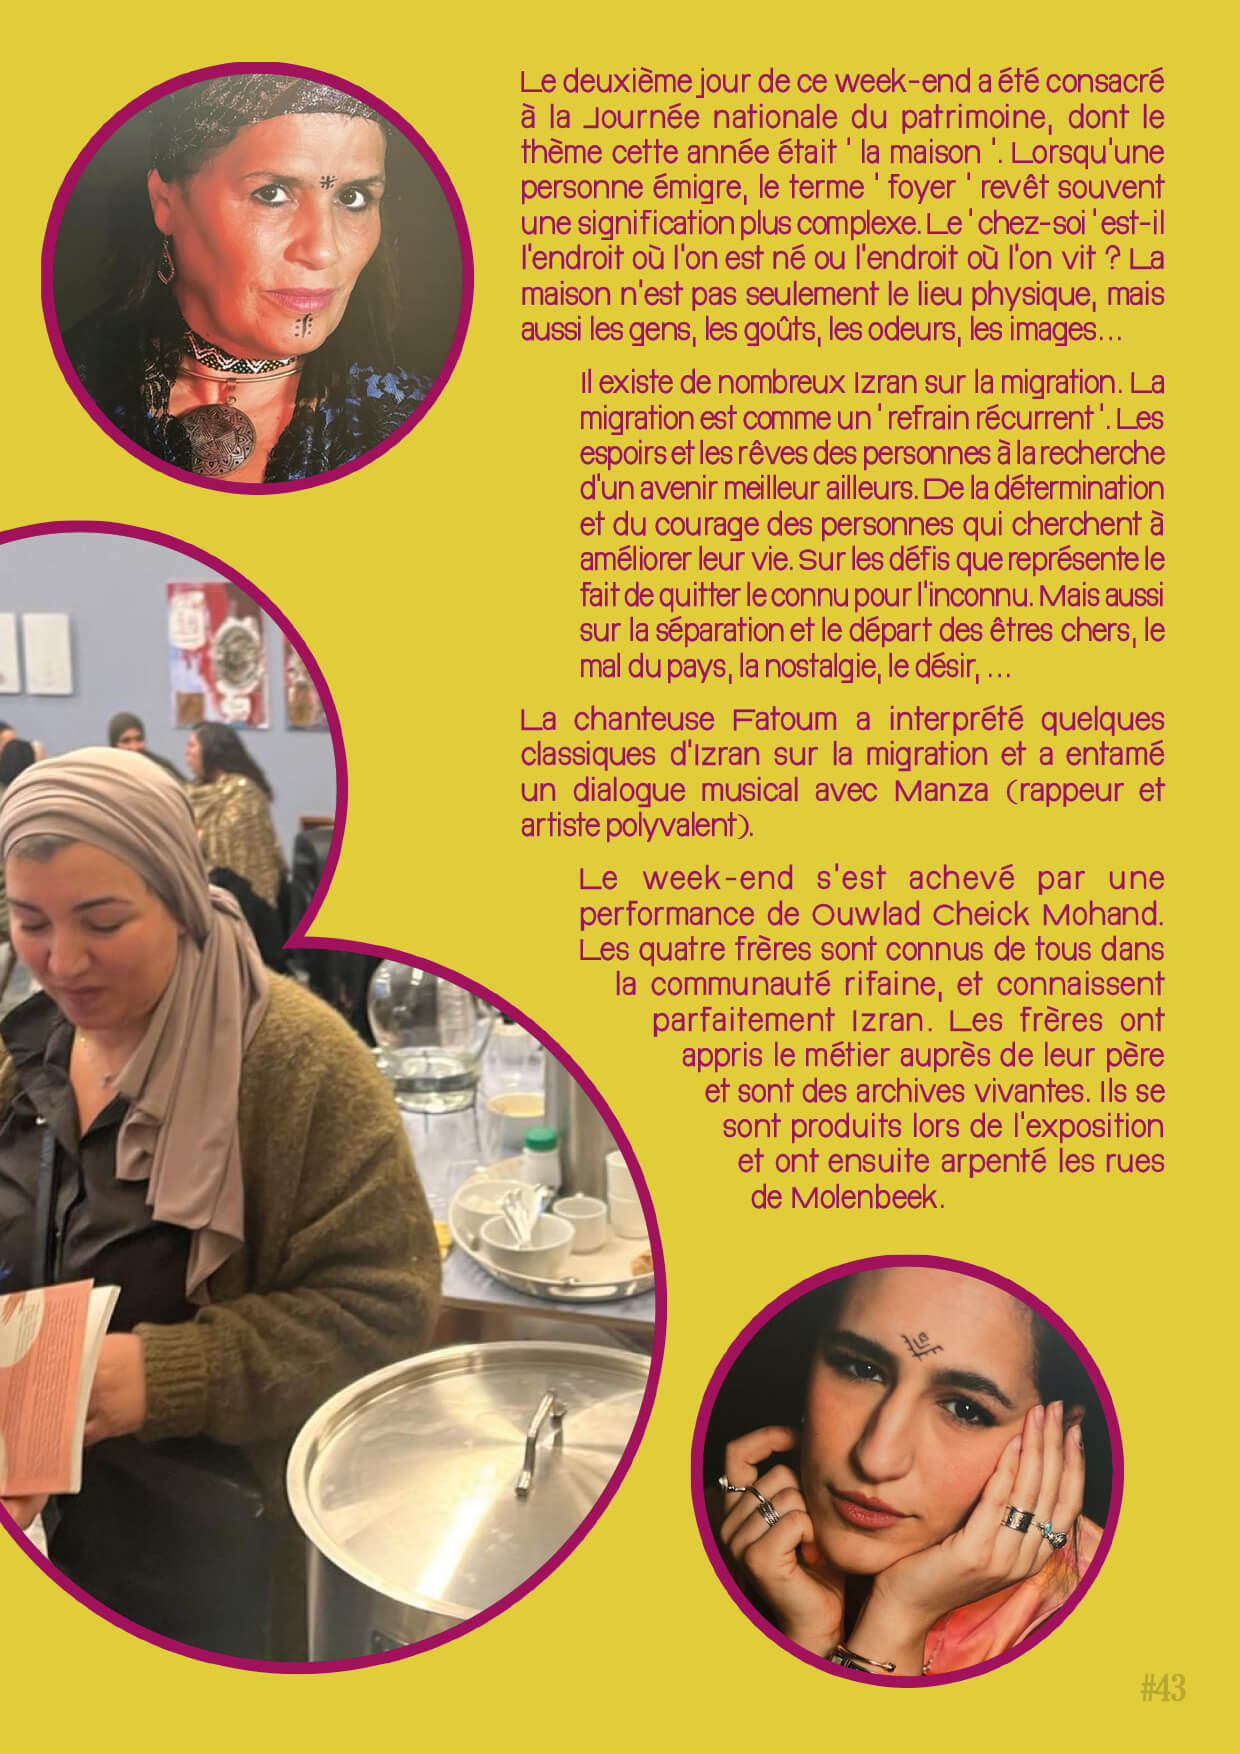 Le deuxième jour de ce week-end a été consacré
à la Journée nationale du patrimoine, dont le
thème cette année était ' la maison '. Lorsqu'une
personne émigre, le terme ' foyer ' revêt souvent
une signification plus complexe. Le ' chez-soi ' est-il
l'endroit où l'on est né ou l'endroit où l'on vit ? La
maison n'est pas seulement le lieu physique, mais
aussi les gens, les goûts, les odeurs, les images...
Il existe de nombreux Izran sur la migration. La
migration est comme un ' refrain récurrent '. Les
espoirs et les rêves des personnes à la recherche
d'un avenir meilleur ailleurs. De la détermination
et du courage des personnes qui cherchent à
améliorer leur vie. Sur les défis que représente le
fait de quitter le connu pour l'inconnu. Mais aussi
sur la séparation et le départ des êtres chers, le
mal du pays, la nostalgie, le désir, ...
La chanteuse Fatoum a interprété quelques
classiques d'Izran sur la migration et a entamé
un dialogue musical avec Manza (rappeur et
artiste polyvalent).
Le week-end s'est achevé par une
performance de Ouwlad Cheick Mohand.
Les quatre frères sont connus de tous dans
la communauté rifaine, et connaissent
parfaitement Izran. Les frères ont
appris le métier auprès de leur père
et sont des archives vivantes. Ils se
sont produits lors de l'exposition
et ont ensuite arpenté les rues
de Molenbeek.
#43